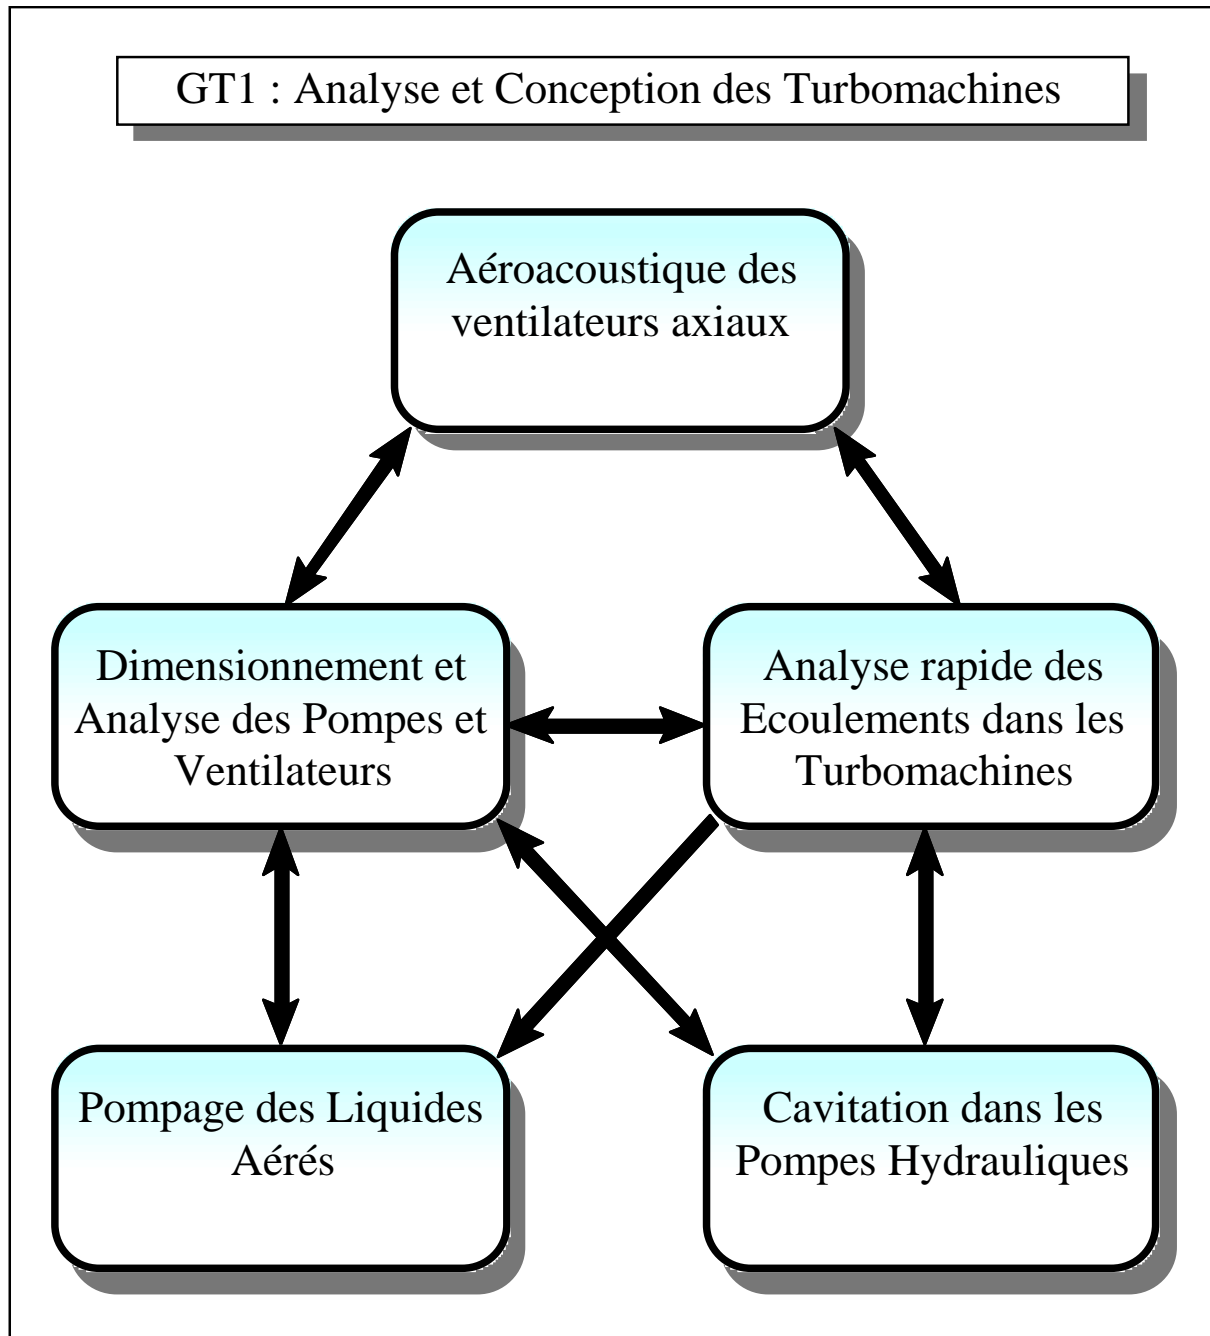 GT1 : Analyse et Conception des Turbomachines
Aéroacoustique des
ventilateurs axiaux
Dimensionnement et
Analyse des Pompes et
Ventilateurs
Analyse rapide des
Ecoulements dans les
Turbomachines
Pompage des Liquides
Aérés
Cavitation dans les
Pompes Hydrauliques